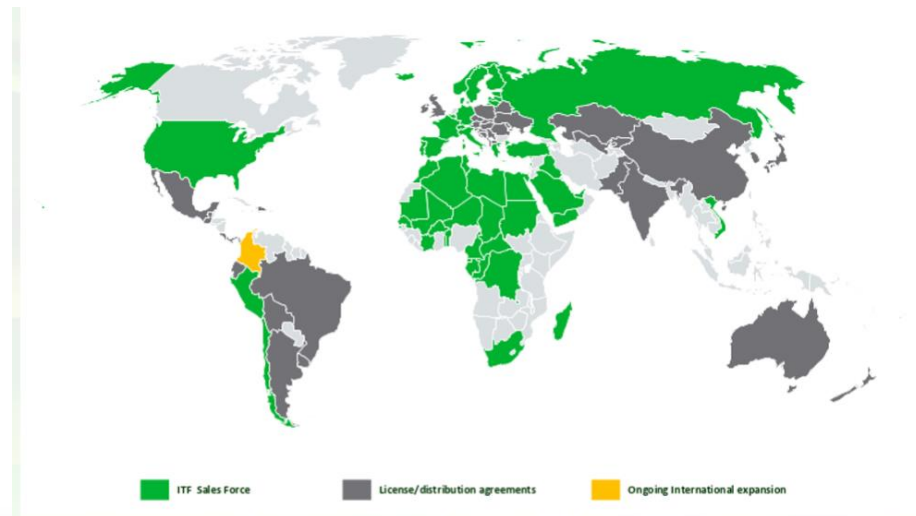 ITF Sales Force
License/distribution agreements
Ongoing International expansion